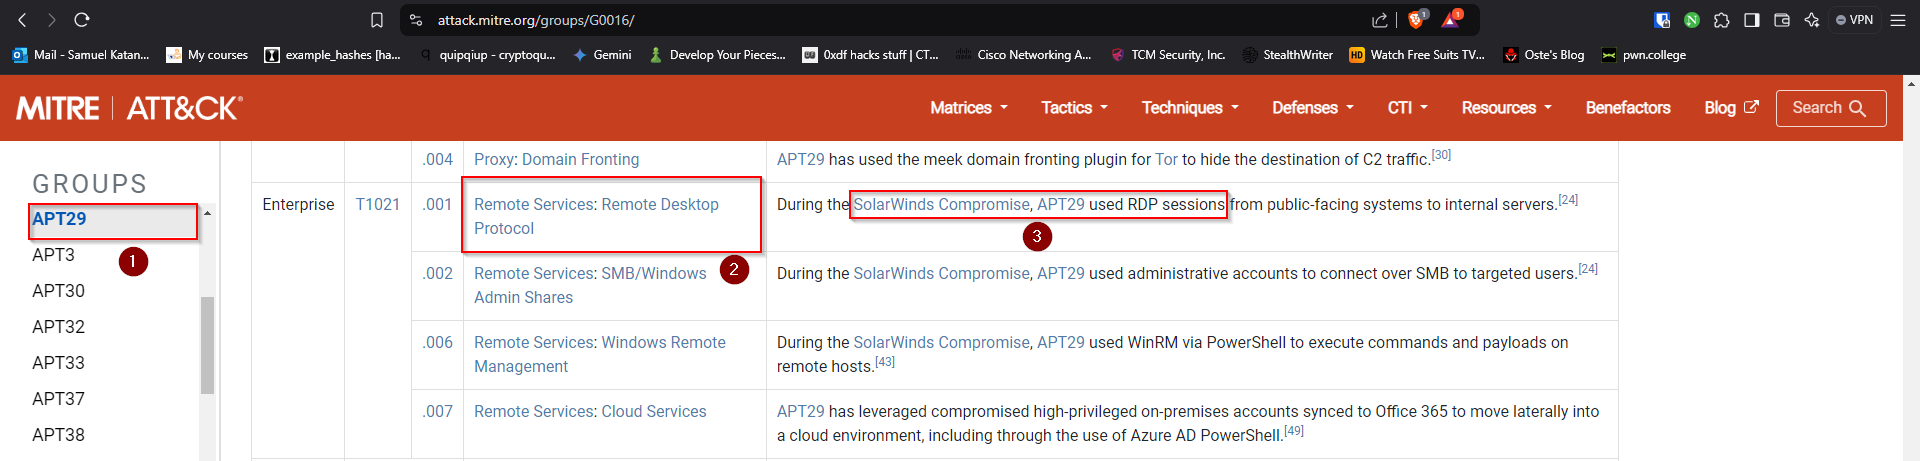 attack.mitre.org/groups/G0016/
1
1
VPN
Mail - Samuel Katan...
My courses
example_hashes [ha...
quipqiup - cryptoqu...
Gemini
Develop Your Pieces...
0xdf hacks stuff | CT...
Cisco Networking A...
TCM Security, Inc.
StealthWriter
HD Watch Free Suits TV...
Oste's Blog
pwn.college
MITRE | ATT&CK®
Matrices
Tactics
Techniques
Defenses
CTI
Resources
Benefactors
Blog
Search
GROUPS
APT29
1
APT3
APT30
APT32
APT33
APT37
APT38
.004 Proxy: Domain Fronting APT29 has used the meek domain fronting plugin for Tor to hide the destination of C2 traffic.[30]
Enterprise T1021 .001 Remote Services: Remote Desktop During the SolarWinds Compromise, APT29 used RDP sessions from public-facing systems to internal servers.[24]
Protocol
2
3
.002 Remote Services: SMB/Windows During the SolarWinds Compromise, APT29 used administrative accounts to connect over SMB to targeted users.[24]
Admin Shares
.006 Remote Services: Windows Remote During the SolarWinds Compromise, APT29 used WinRM via PowerShell to execute commands and payloads on
Management remote hosts.[43]
.007 Remote Services: Cloud Services APT29 has leveraged compromised high-privileged on-premises accounts synced to Office 365 to move laterally into
a cloud environment, including through the use of Azure AD PowerShell.[49]